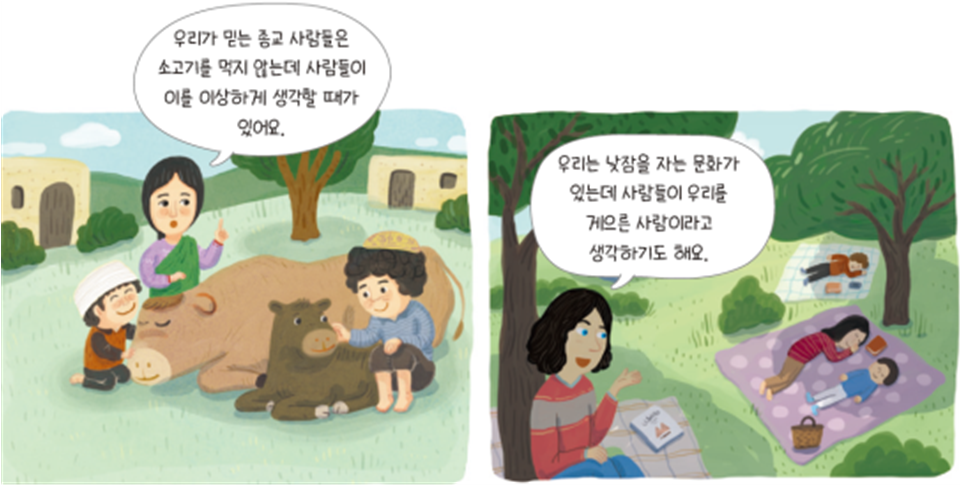 우리가 믿는 종교 사람들은
소고기를 먹지 않는데 사람들이
이를 이상하게 생각할 때가
있어요.
우리는 낮잠을 자는 문화가
있는데 사람들이 우리를
게으른 사람이라고
생각하기도 해요.